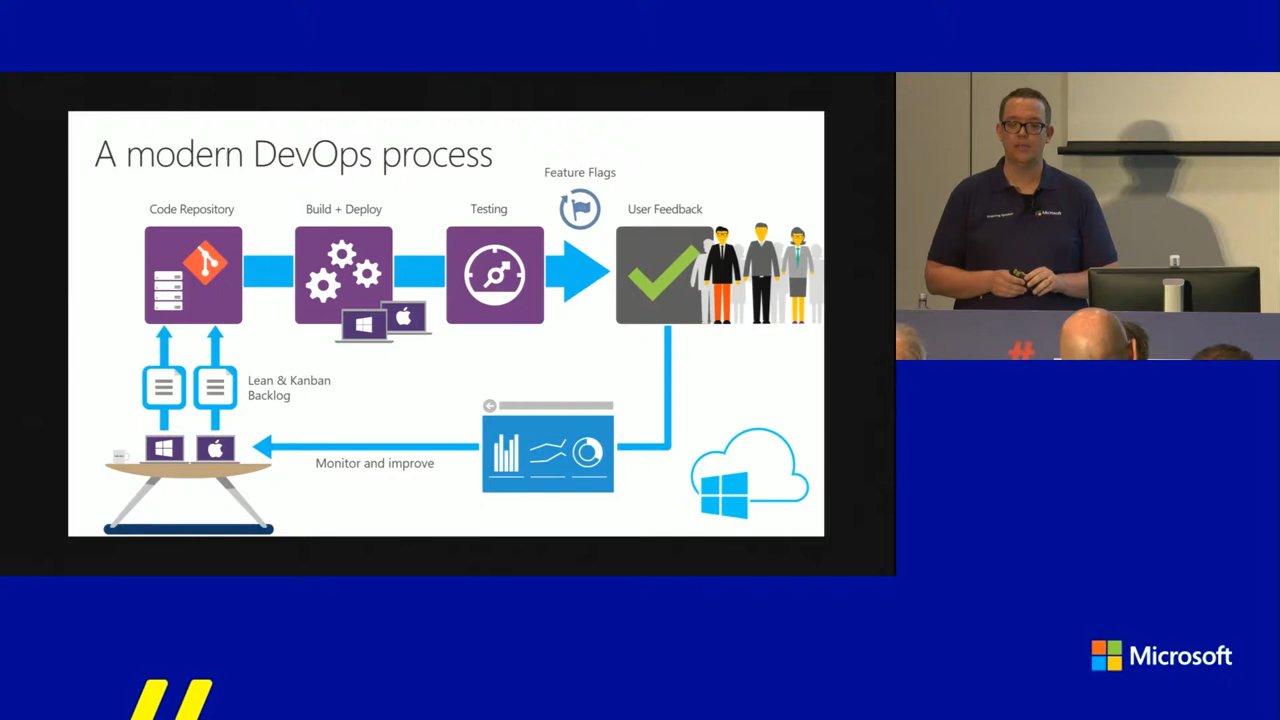 A modern DevOps process
Feature Flags
Code Repository
Build + Deploy
Testing
User Feedback
Lean & Kanban
Backlog
Monitor and improve
Microsoft
Microsoft